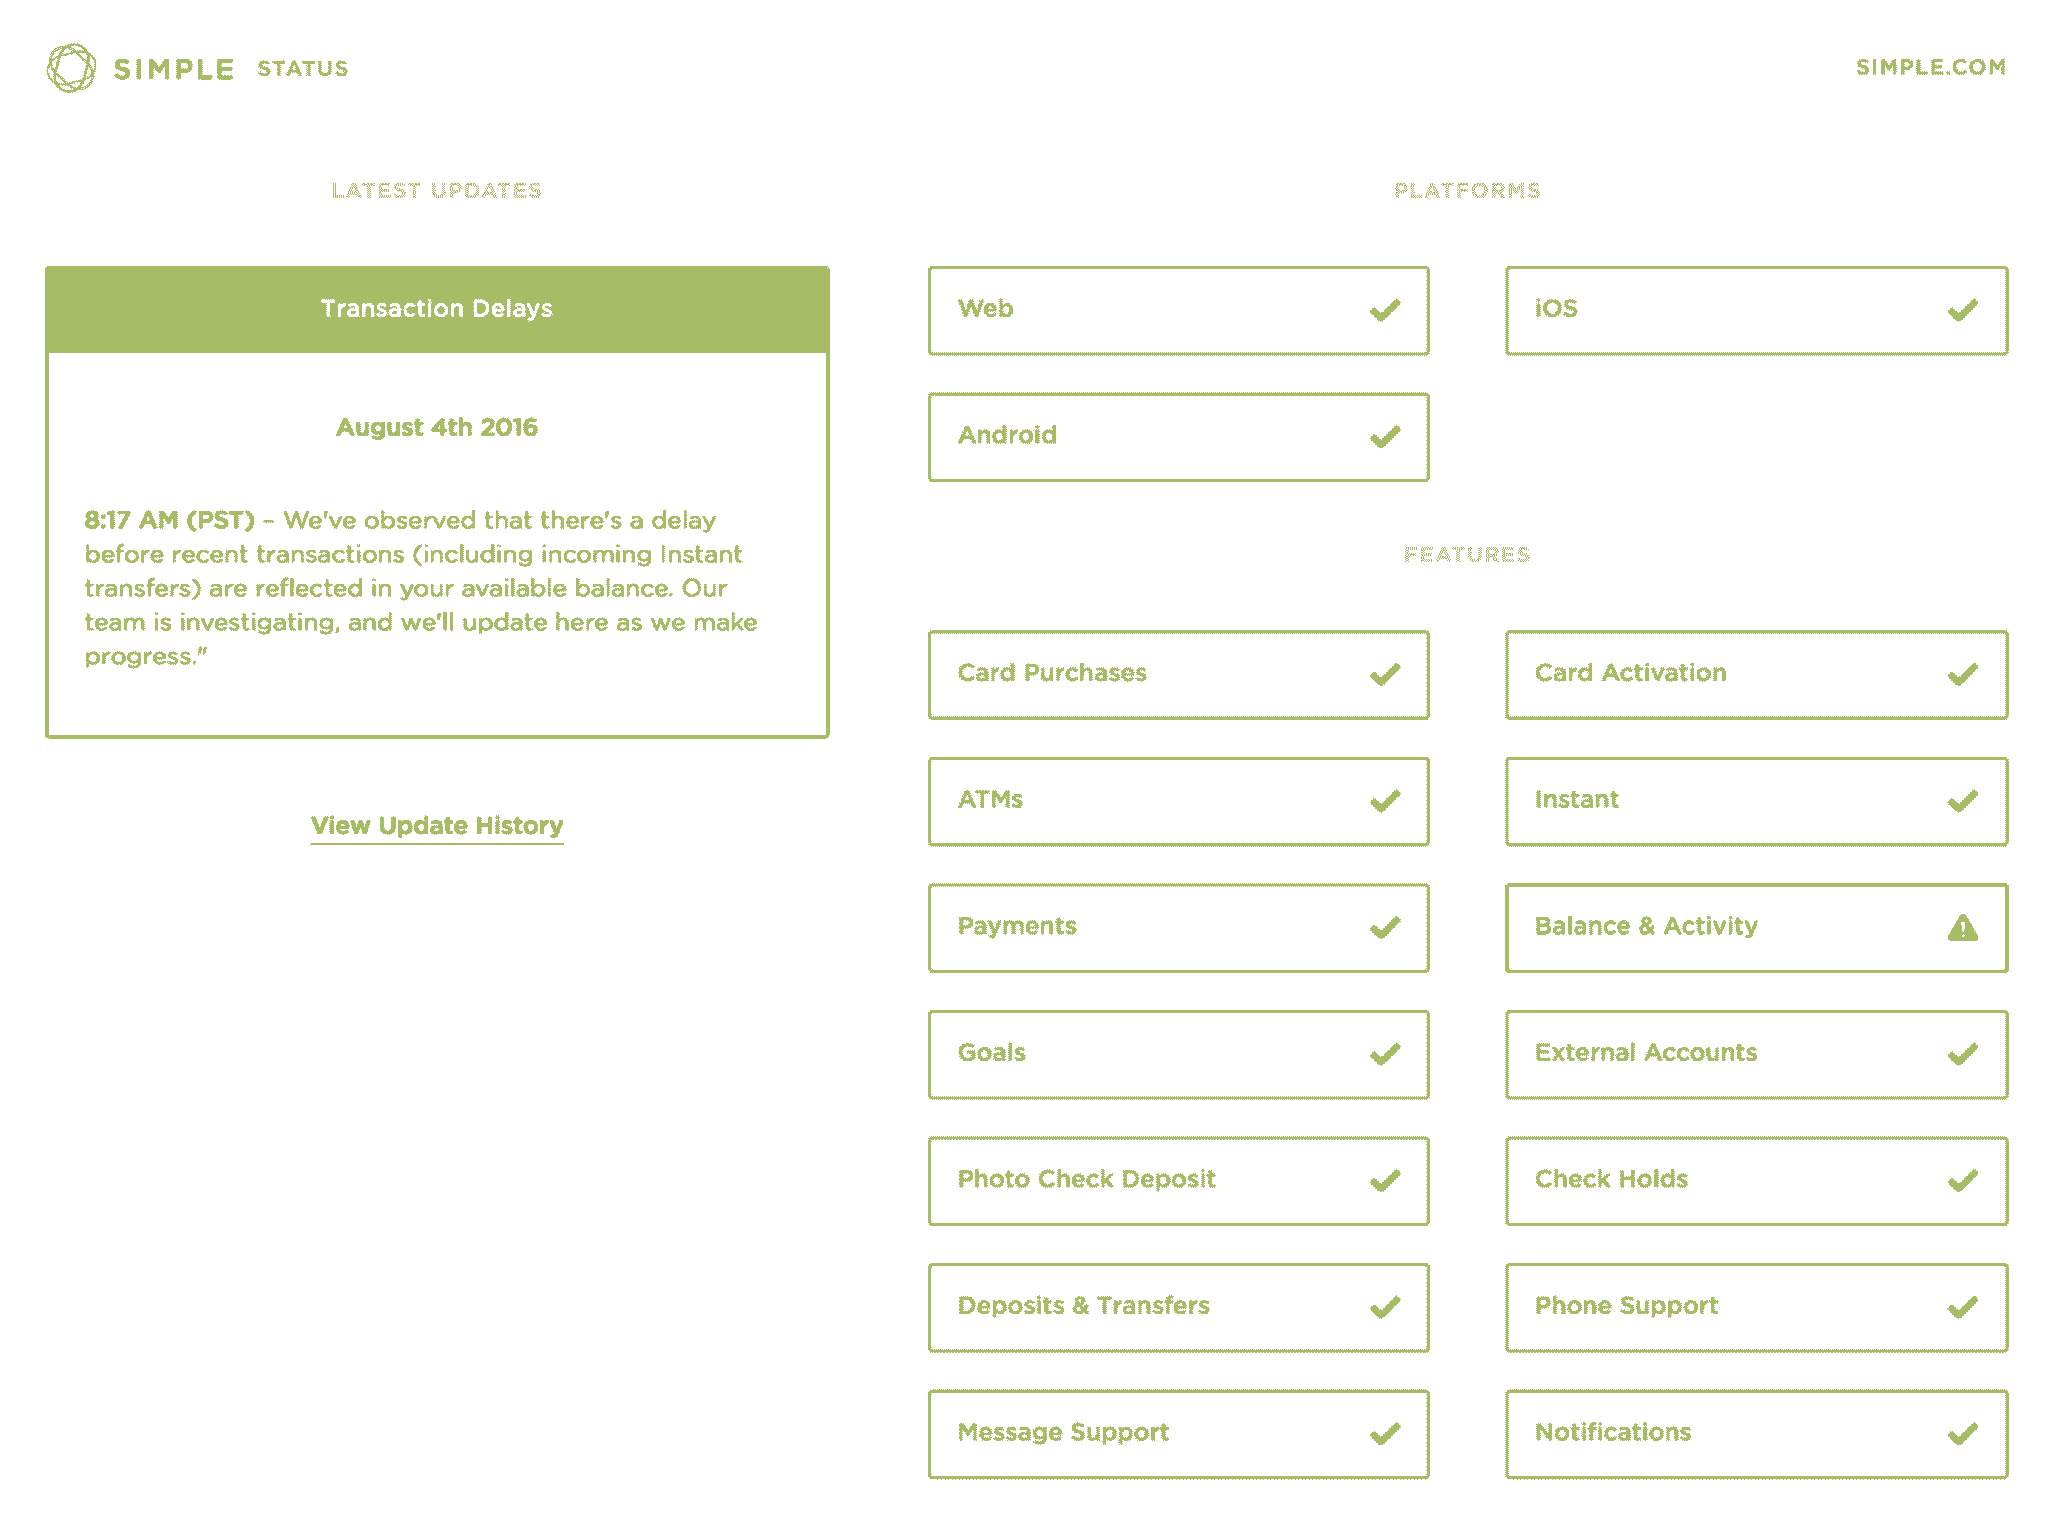 SIMPLE STATUS
SIMPLE.COM
LATEST UPDATES
Transaction Delays
August 4th 2016
8:17 AM (PST) – We've observed that there's a delay
before recent transactions (including incoming Instant
transfers) are reflected in your available balance. Our
team is investigating, and we'll update here as we make
progress."
View Update History
PLATFORMS
Web
iOS
Android
FEATURES
Card Purchases
Card Activation
ATMs
Instant
Payments
Balance & Activity
Goals
External Accounts
Photo Check Deposit
Check Holds
Deposits & Transfers
Phone Support
Message Support
Notifications